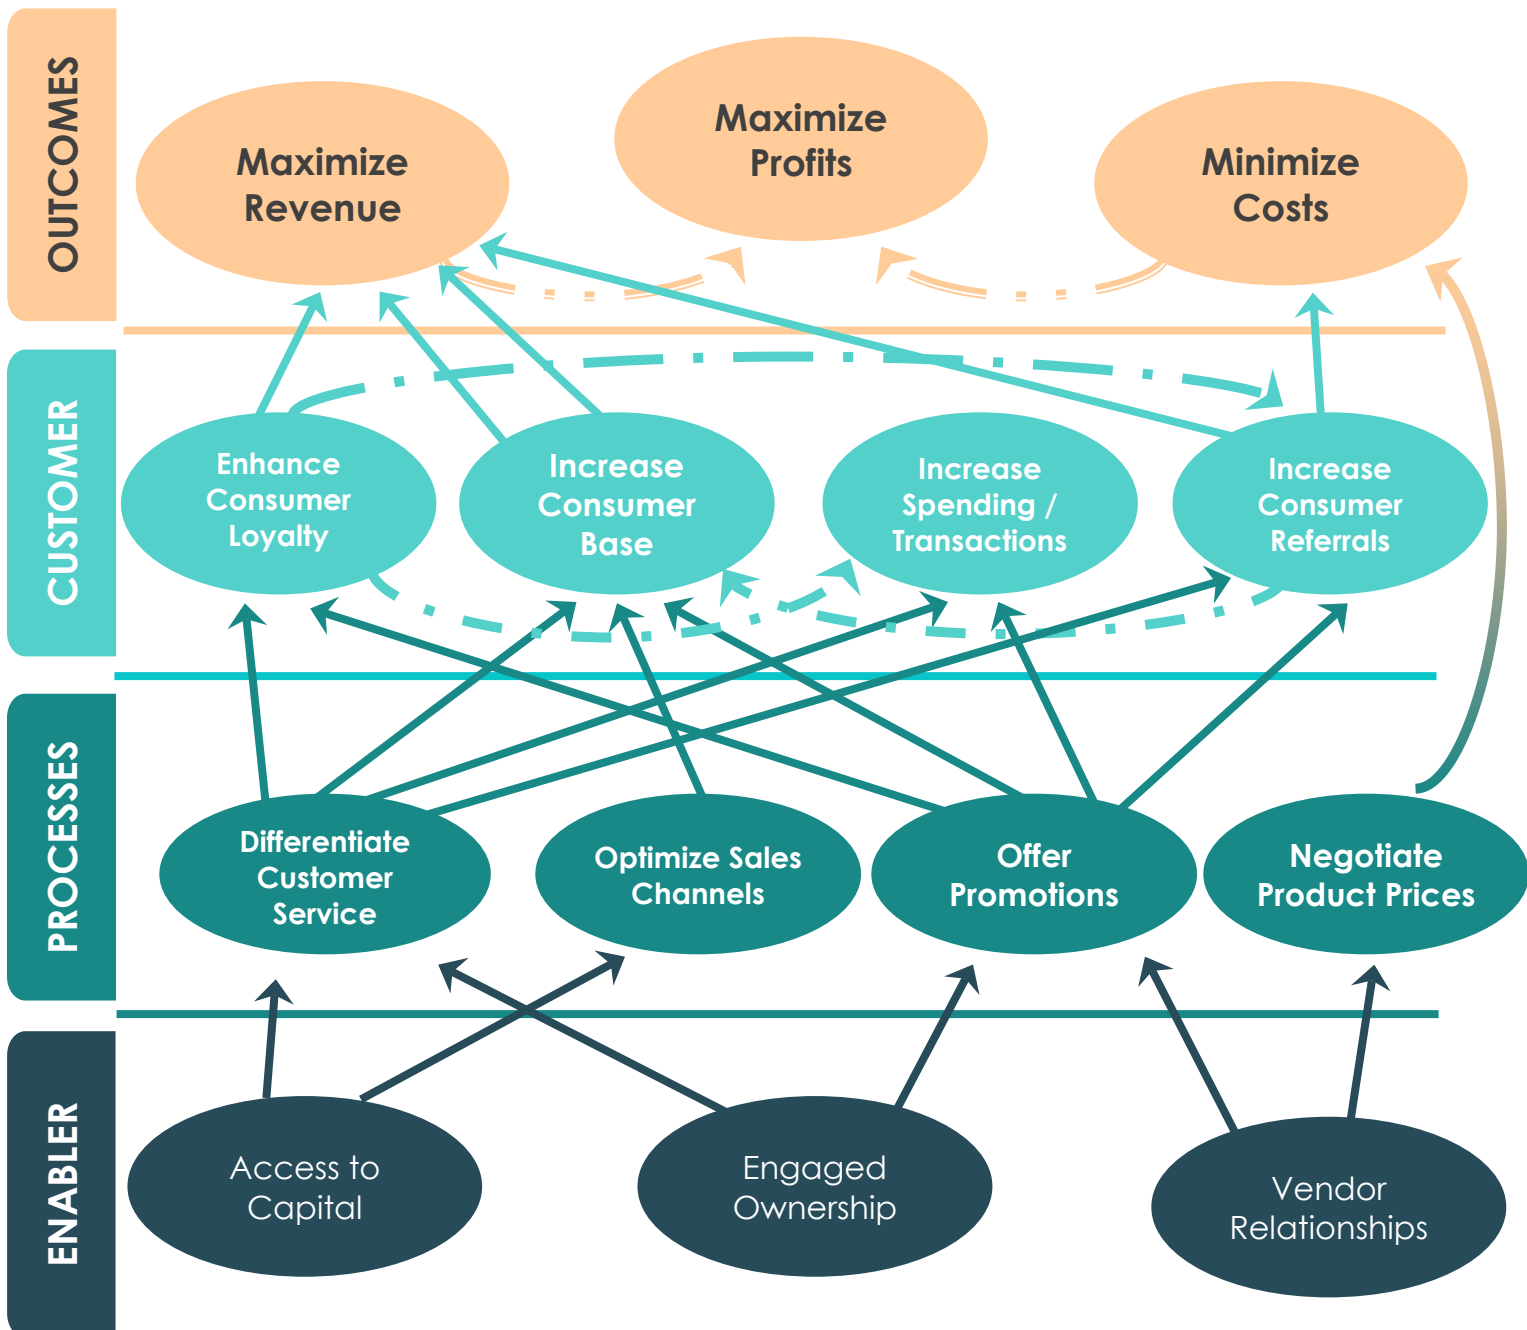 OUTCOMES
Maximize
Revenue
Maximize
Profits
Minimize
Costs
CUSTOMER
Enhance
Consumer
Loyalty
Increase
Consumer
Base
Increase
Spending /
Transactions
Increase
Consumer
Referrals
PROCESSES
Differentiate
Customer
Service
Optimize Sales
Channels
Offer
Promotions
Negotiate
Product Prices
ENABLER
Access to
Capital
Engaged
Ownership
Vendor
Relationships